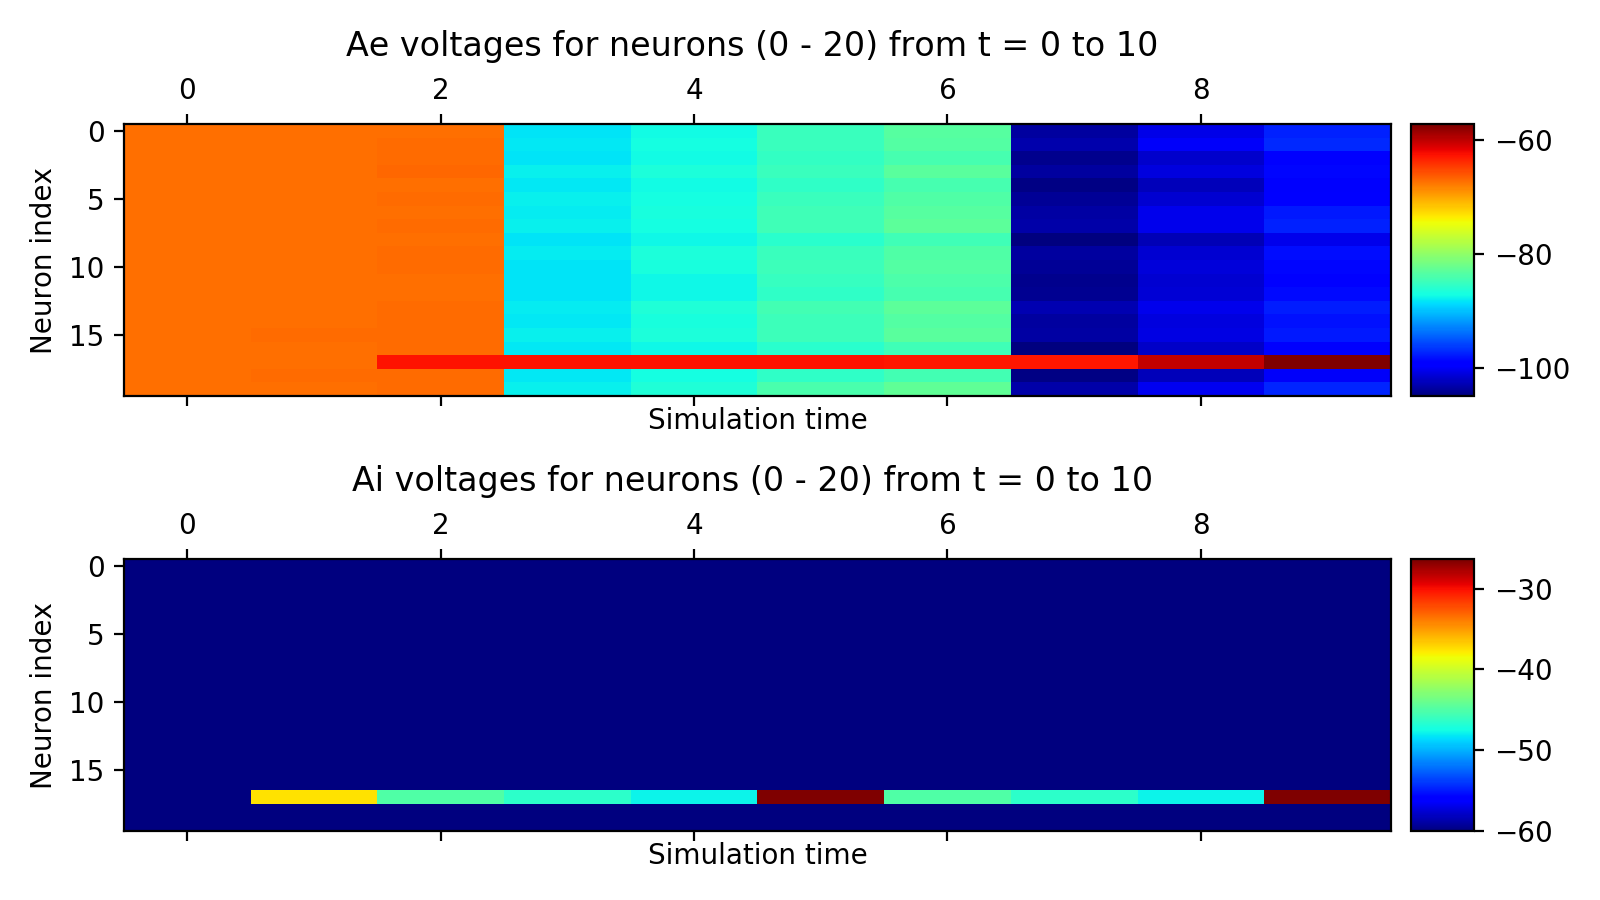 Ae voltages for neurons (0 - 20) from t = 0 to 10
0 2 4 6 8
Neuron index
0
5
10
15
−60
−80
−100
Simulation time
Ai voltages for neurons (0 - 20) from t = 0 to 10
0 2 4 6 8
Neuron index
0
5
10
15
−30
−40
−50
−60
Simulation time